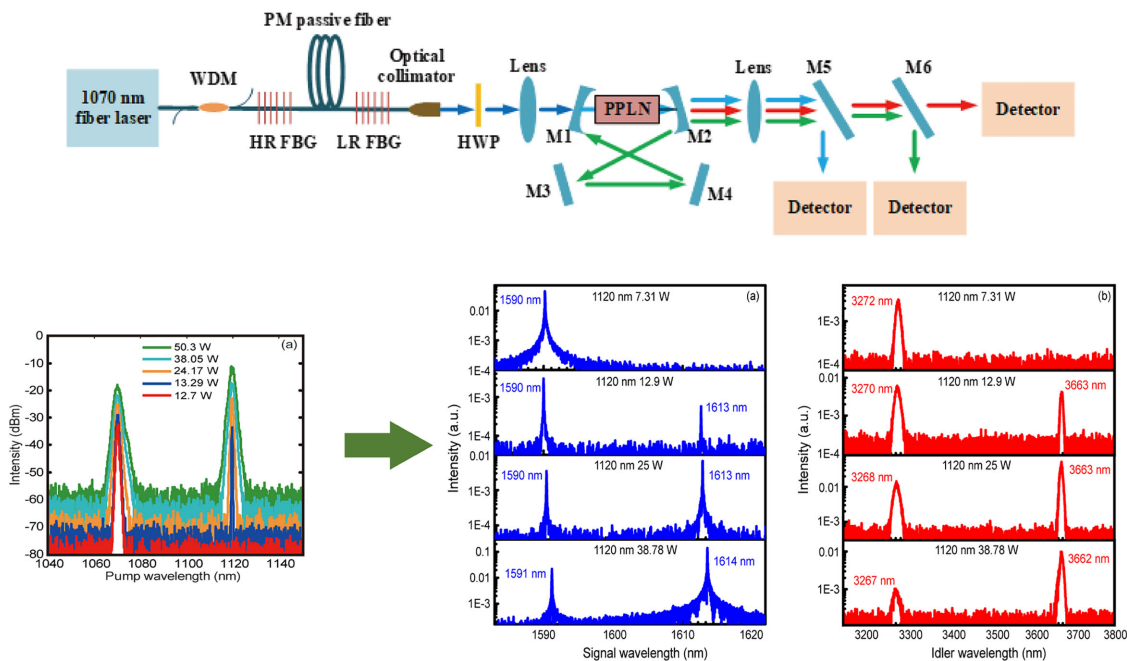 PM passive fiber
1070 nm
fiber laser
WDM
HR FBG
LR FBG
Optical
collimator
HWP
Lens
M1
PPLN
M2
M3
M4
Lens
M5
M6
Detector
Detector
Detector
(a)
50.3 W
38.05 W
24.17 W
13.29 W
12.7 W
0
-10
-20
-30
-40
-50
-60
-70
-80
Intensity (dBm)
1040 1060 1080 1100 1120 1140
Pump wavelength (nm)
(a)
1590 nm
1120 nm 7.31 W
0.01
1E-3
1E-4
1590 nm
1120 nm 12.9 W
1613 nm
1E-3
1E-4
0.01
1590 nm
1120 nm 25 W
1613 nm
1E-3
1E-4
0.1
1120 nm 38.78 W
1591 nm
1614 nm
0.01
1E-3
Intensity (a.u.)
1590 1600 1610 1620
Signal wavelength (nm)
(b)
3272 nm
1120 nm 7.31 W
1E-3
1E-4
0.01
3270 nm
1120 nm 12.9 W
3663 nm
1E-3
1E-4
3268 nm
1120 nm 25 W
3663 nm
0.01
1E-3
1120 nm 38.78 W
3267 nm
3662 nm
0.01
1E-3
Intensity (a.u.)
3200 3300 3400 3500 3600 3700 3800
Idler wavelength (nm)